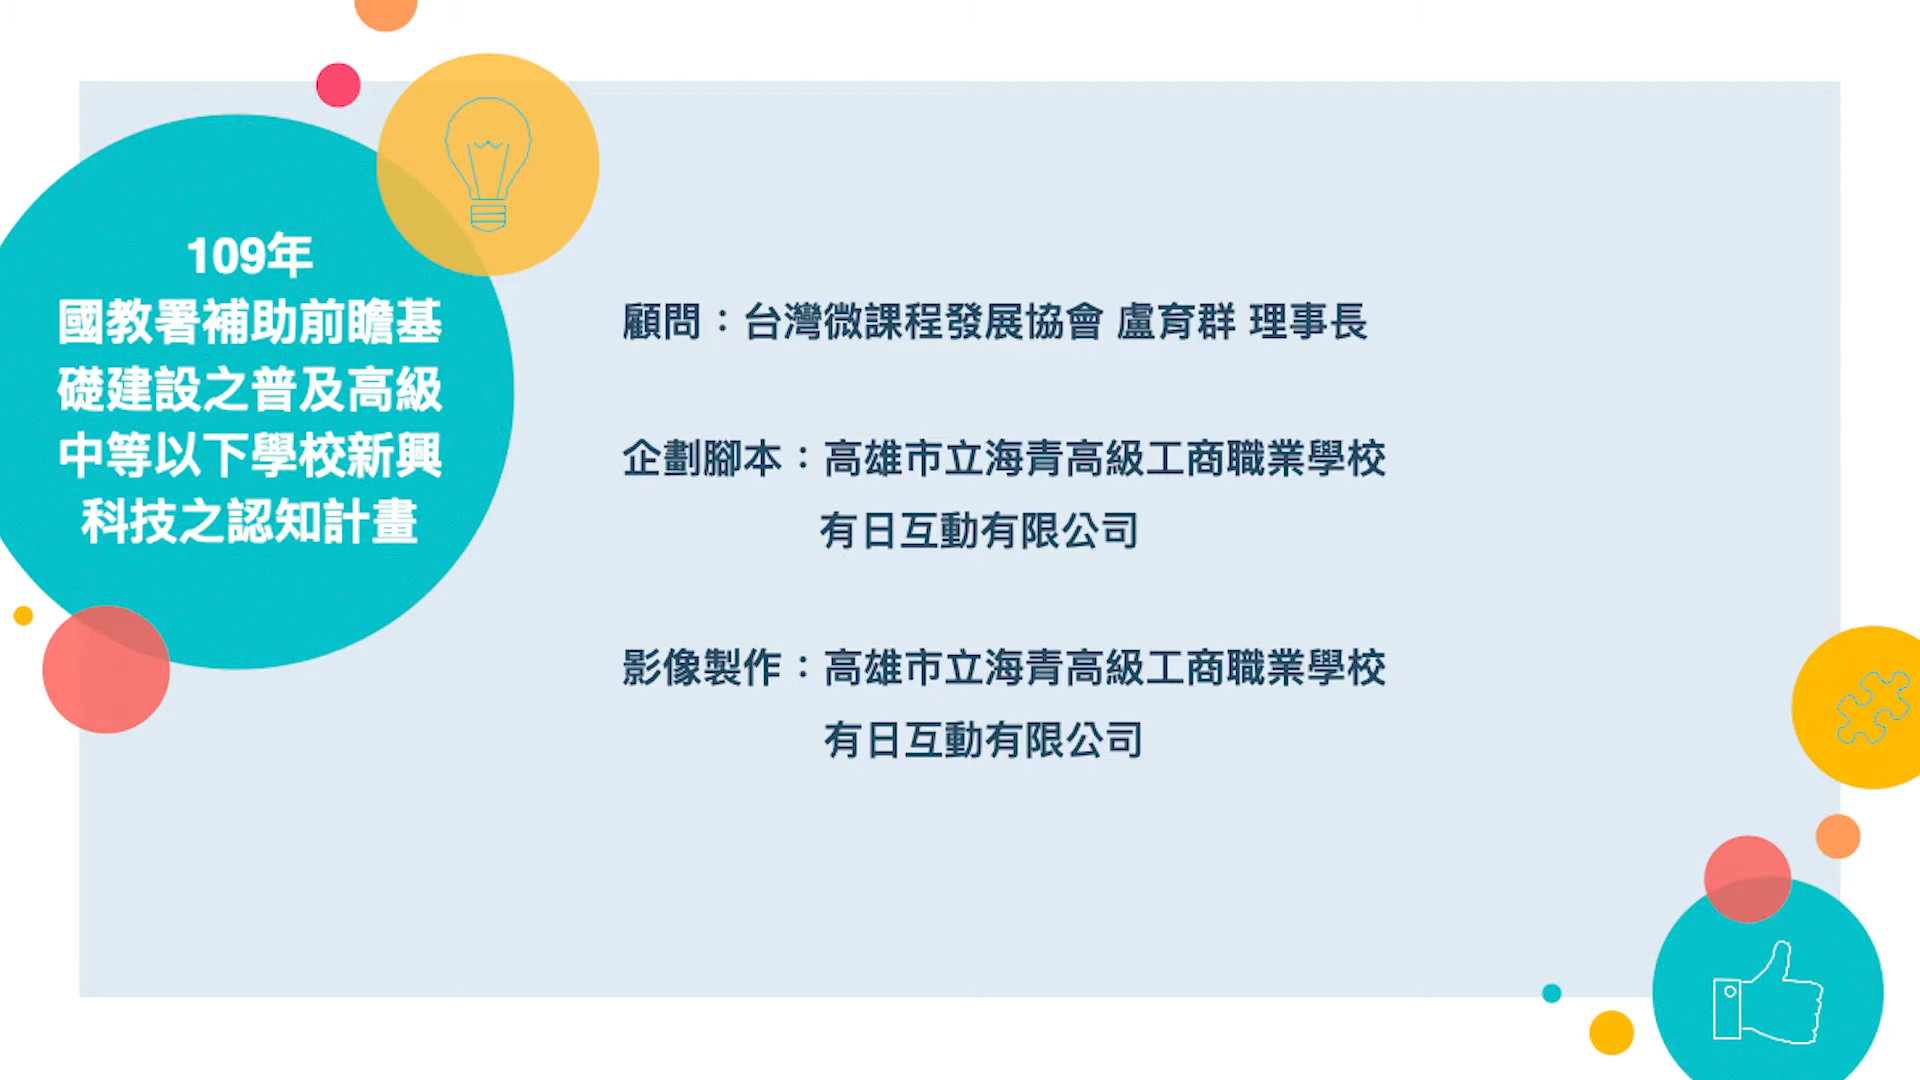 109年
國教署補助前瞻基
礎建設之普及高級
中等以下學校新興
科技之認知計畫
顧問：台灣微課程發展協會 盧育群 理事長
企劃腳本：高雄市立海青高級工商職業學校
有日互動有限公司
影像製作：高雄市立海青高級工商職業學校
有日互動有限公司